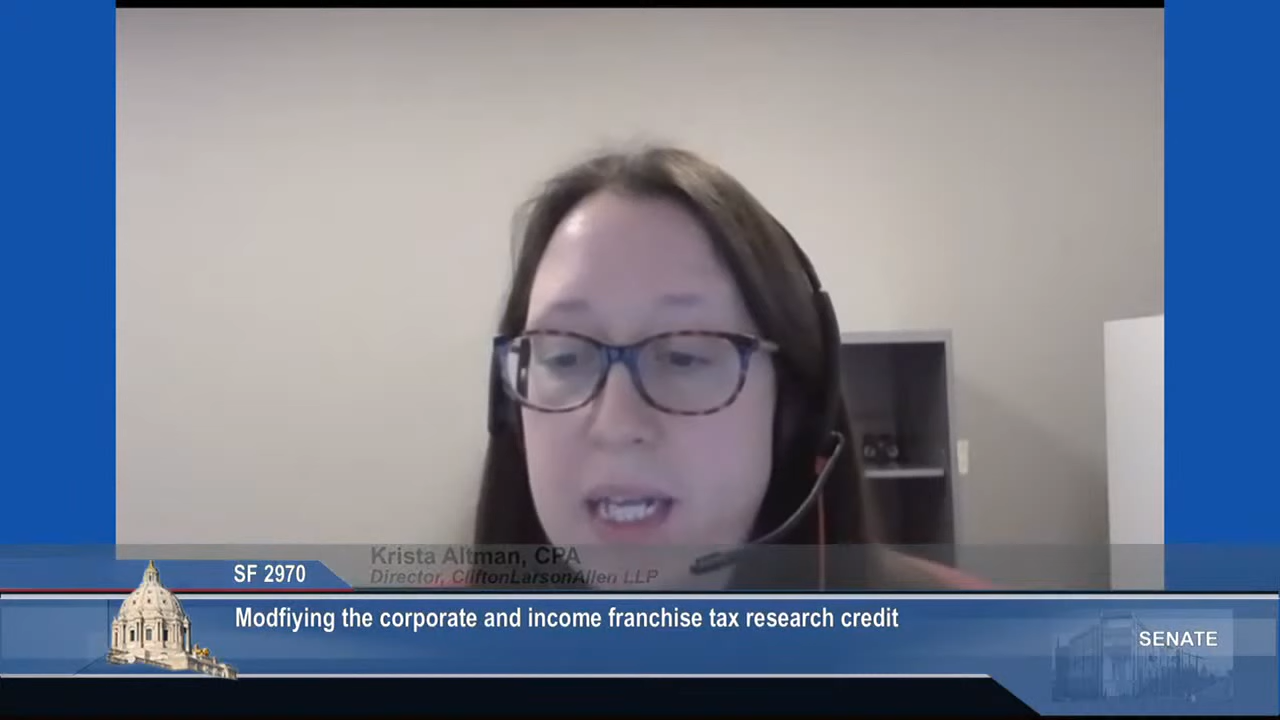 Krista Altman, CPA
Director, CliftonLarsonAllen LLP
SF 2970
Modfiying the corporate and income franchise tax research credit
SENATE